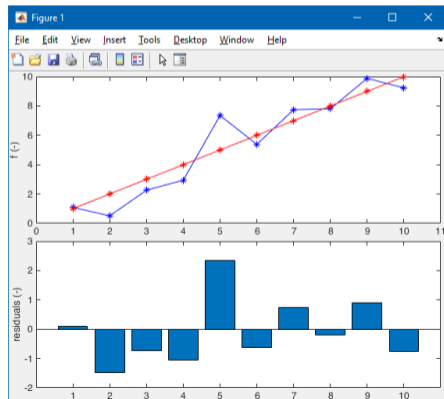 Figure 1
File Edit View Insert Tools Desktop Window Help
10
8
6
4
2
0
f (-)
0 1 2 3 4 5 6 7 8 9 10 11
3
2
1
0
-1
-2
residuals (-)
1 2 3 4 5 6 7 8 9 10